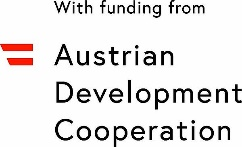 With funding from
Austrian
Development
Cooperation